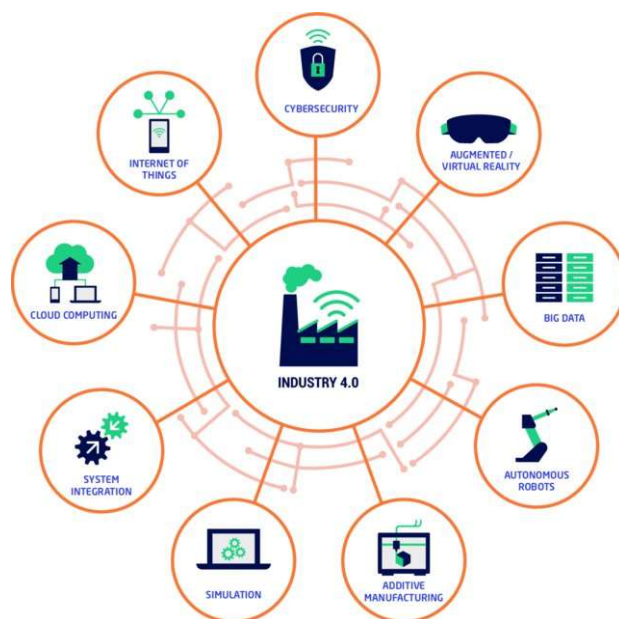 CYBERSECURITY
AUGMENTED /
VIRTUAL REALITY
BIG DATA
AUTONOMOUS
ROBOTS
ADDITIVE
MANUFACTURING
SIMULATION
SYSTEM
INTEGRATION
CLOUD COMPUTING
INTERNET OF
THINGS
INDUSTRY 4.0